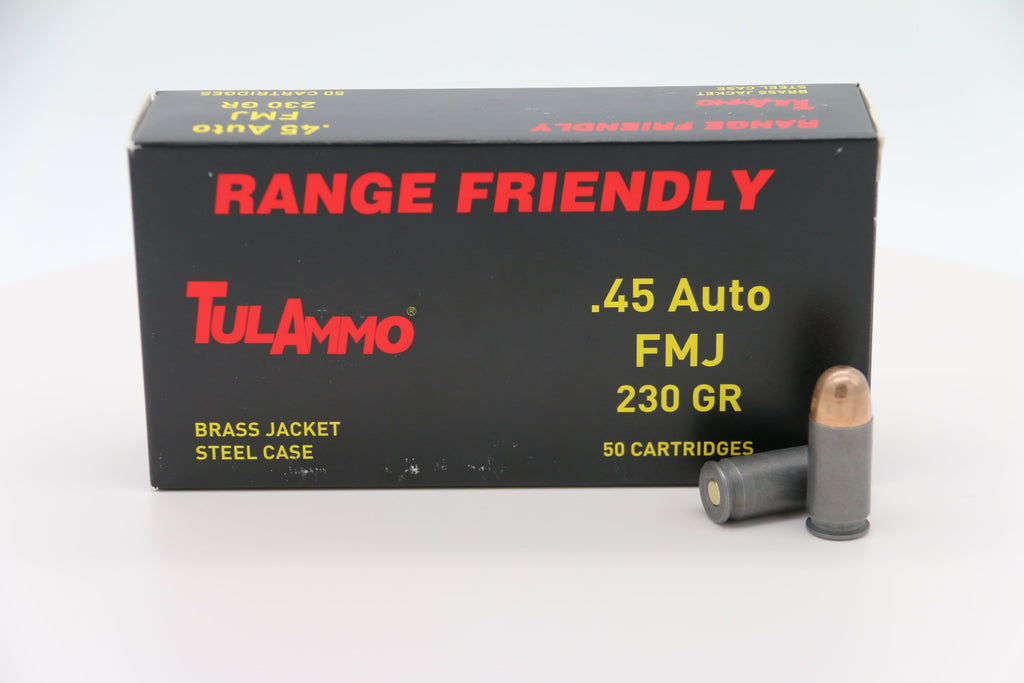 50 CARTRIDGES
230 GR
FMJ
.45 Auto
BRASS JACKET
STEEL CASE
TULAMMO
RANGE FRIENDLY
RANGE FRIENDLY
TULAMMO®
.45 Auto
FMJ
230 GR
BRASS JACKET
STEEL CASE
50 CARTRIDGES